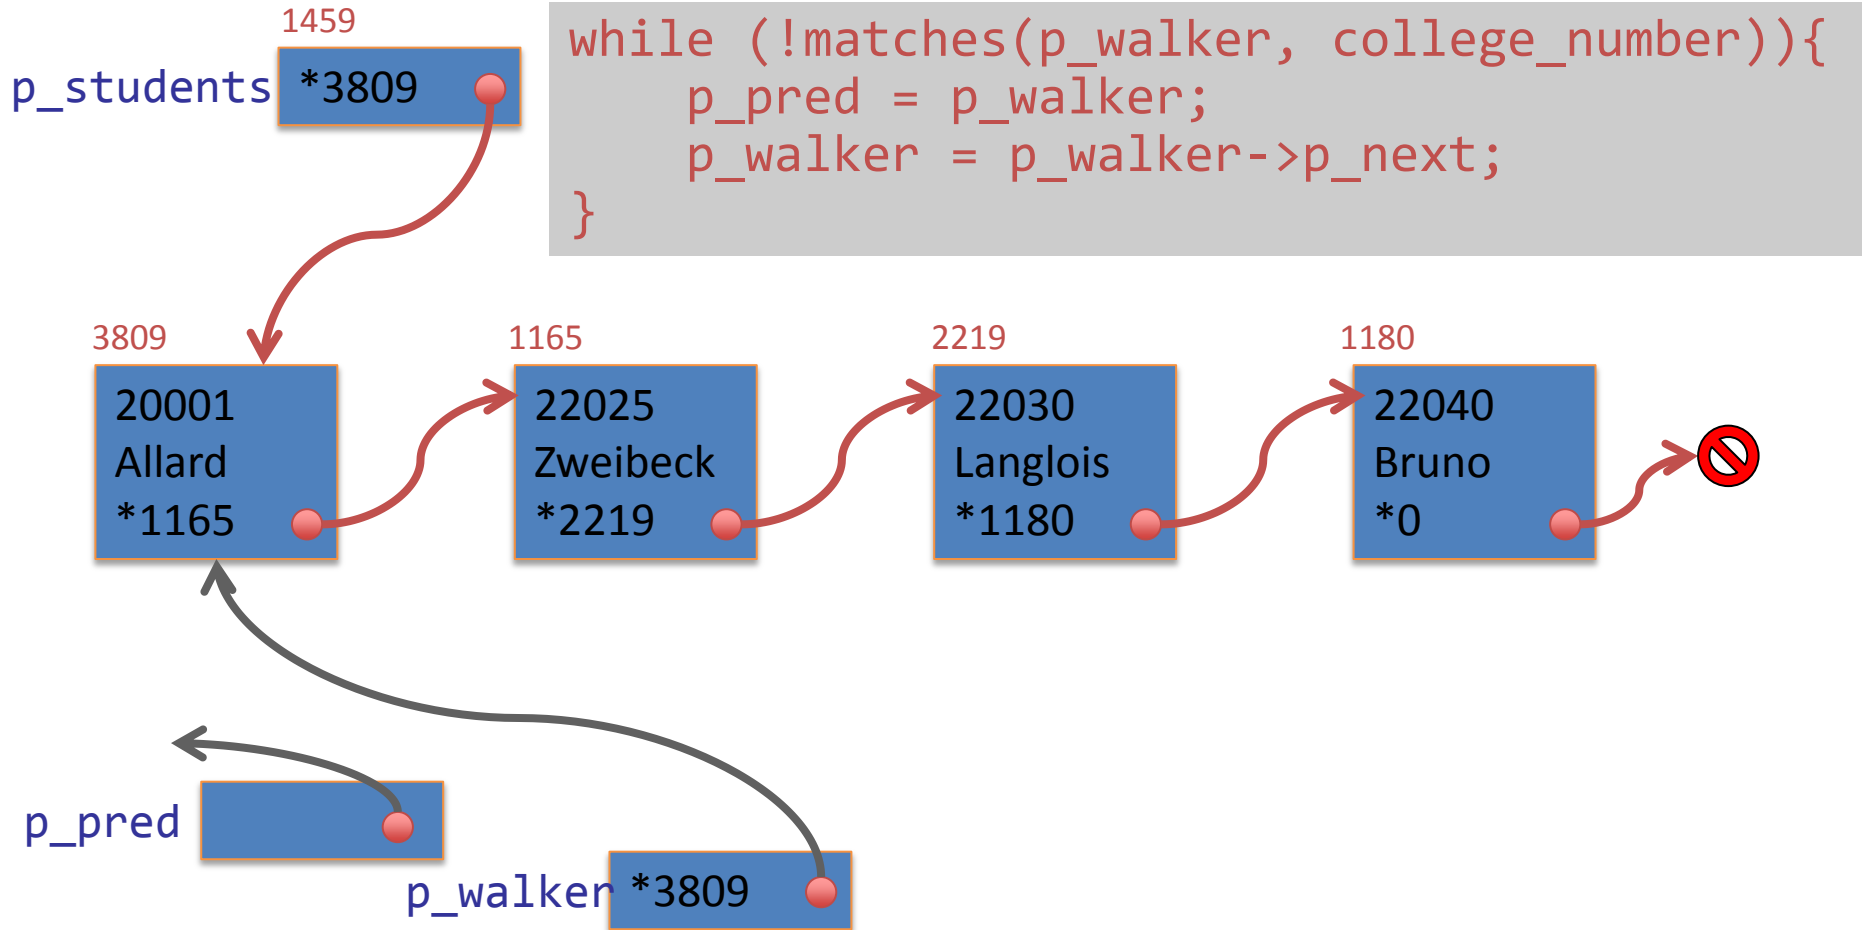 1459
p_students
*3809
while (!matches(p_walker, college_number)){
    p_pred = p_walker;
    p_walker = p_walker->p_next;
}
3809
20001
Allard
*1165
1165
22025
Zweibeck
*2219
2219
22030
Langlois
*1180
1180
22040
Bruno
*0
p_pred
p_walker
*3809